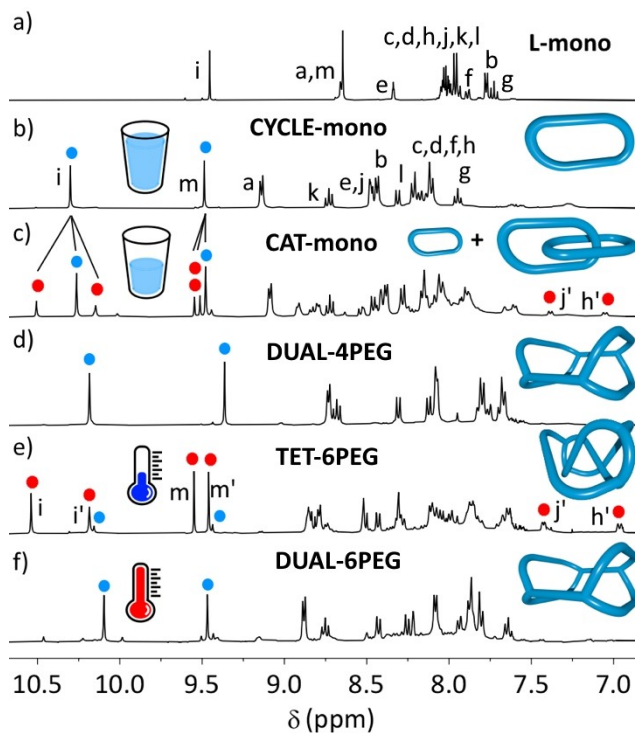 a)
L-mono
i
a,m
e
c,d,h,j,k,l
f
b
g
b)
CYCLE-mono
i
m
a
k
e,j
b
l
c,d,f,h
g
c)
CAT-mono
+
j'
h'
d)
DUAL-4PEG
e)
TET-6PEG
i
i'
m
m'
j'
h'
f)
DUAL-6PEG
10.5 10.0 9.5 9.0 8.5 8.0 7.5 7.0
δ (ppm)